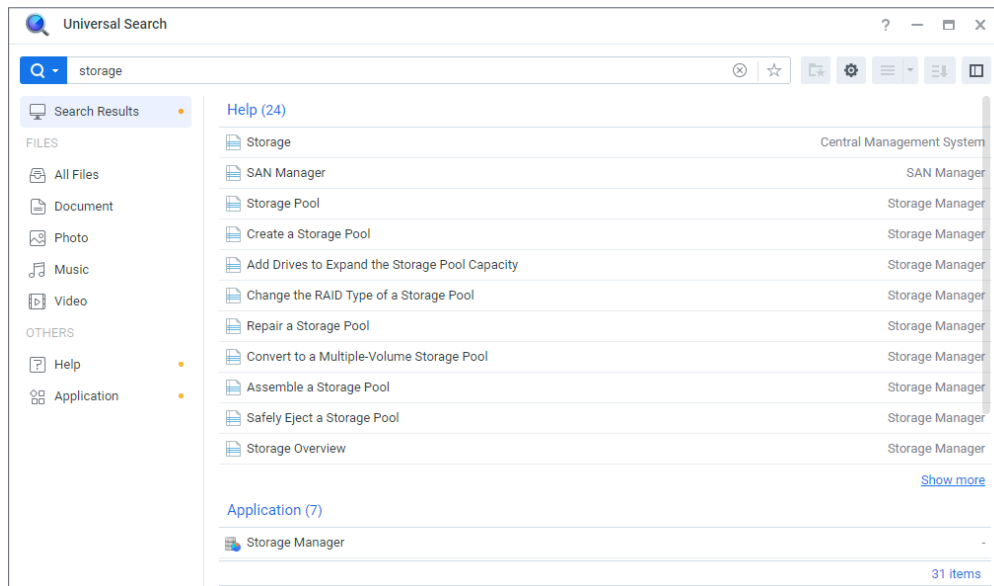 Universal Search
storage
Search Results
FILES
All Files
Document
Photo
Music
Video
OTHERS
Help
Application
Help (24)
Storage Central Management System
SAN Manager SAN Manager
Storage Pool Storage Manager
Create a Storage Pool Storage Manager
Add Drives to Expand the Storage Pool Capacity Storage Manager
Change the RAID Type of a Storage Pool Storage Manager
Repair a Storage Pool Storage Manager
Convert to a Multiple-Volume Storage Pool Storage Manager
Assemble a Storage Pool Storage Manager
Safely Eject a Storage Pool Storage Manager
Storage Overview Storage Manager
Show more
Application (7)
Storage Manager -
31 items